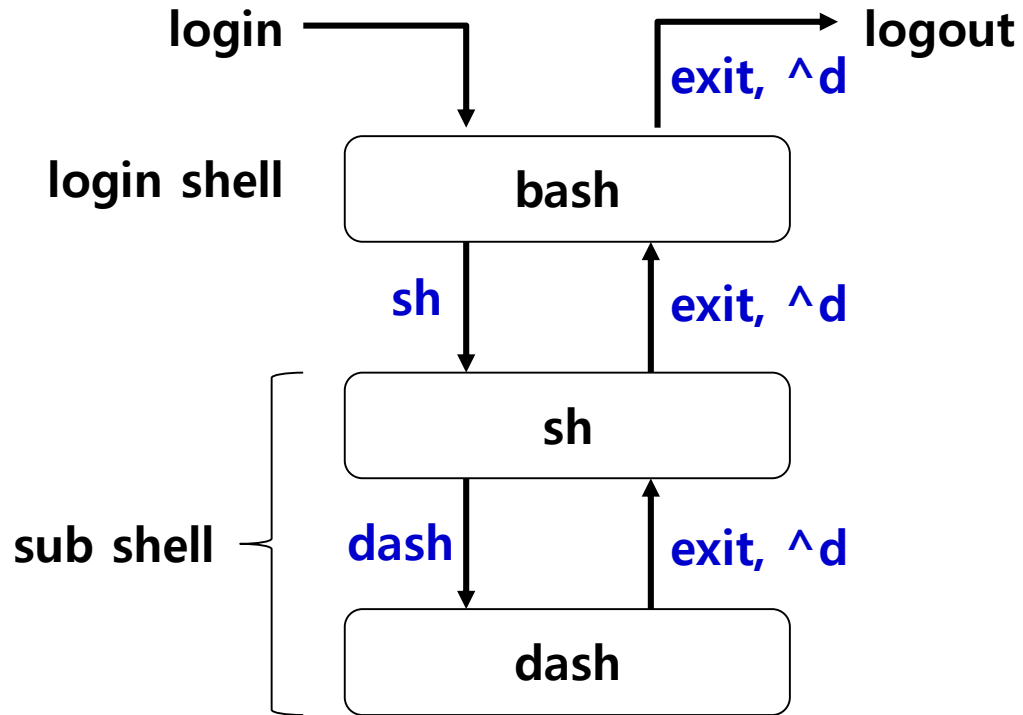 login
logout
exit, ^d
login shell
bash
sh
exit, ^d
sh
sub shell
dash
exit, ^d
dash